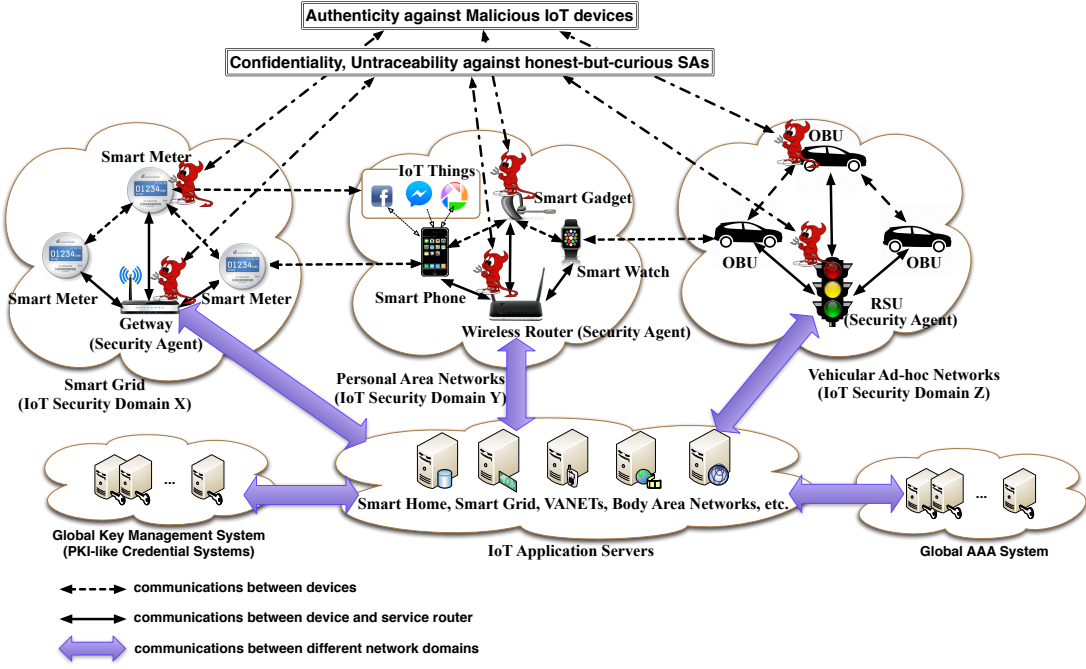 Authenticity against Malicious IoT devices
Confidentiality, Untraceability against honest-but-curious SAs
Smart Meter
01234
Smart Meter
01234
Smart Meter
01234
Getway
(Security Agent)
Smart Grid
(IoT Security Domain X)
IoT Things
Smart Gadget
Smart Phone
Smart Watch
Wireless Router (Security Agent)
Personal Area Networks
(IoT Security Domain Y)
OBU
OBU
OBU
RSU
(Security Agent)
Vehicular Ad-hoc Networks
(IoT Security Domain Z)
...
Global Key Management System
(PKI-like Credential Systems)
Smart Home, Smart Grid, VANETs, Body Area Networks, etc.
IoT Application Servers
...
Global AAA System
communications between devices
communications between device and service router
communications between different network domains